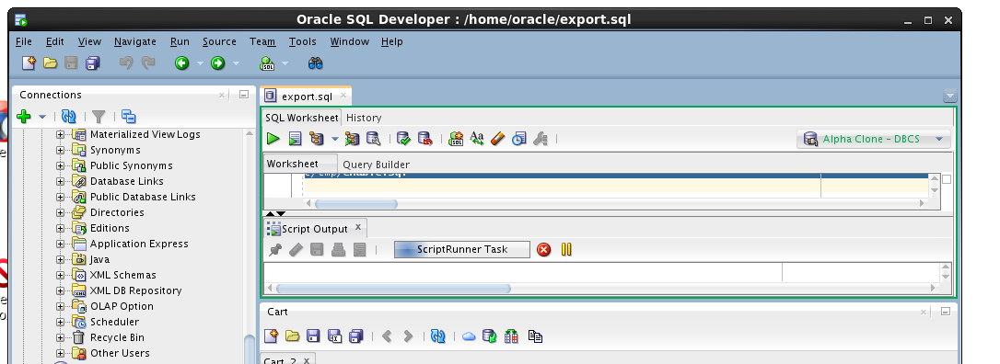 Oracle SQL Developer : /home/oracle/export.sql
File Edit View Navigate Run Source Team Tools Window Help
Connections
export.sql
SQL Worksheet History
Alpha Clone - DBCS
Worksheet Query Builder
Script Output
ScriptRunner Task
Materialized View Logs
Synonyms
Public Synonyms
Database Links
Public Database Links
Directories
Editions
Application Express
Java
XML Schemas
XML DB Repository
OLAP Option
Scheduler
Recycle Bin
Other Users
Cart
Cart_2